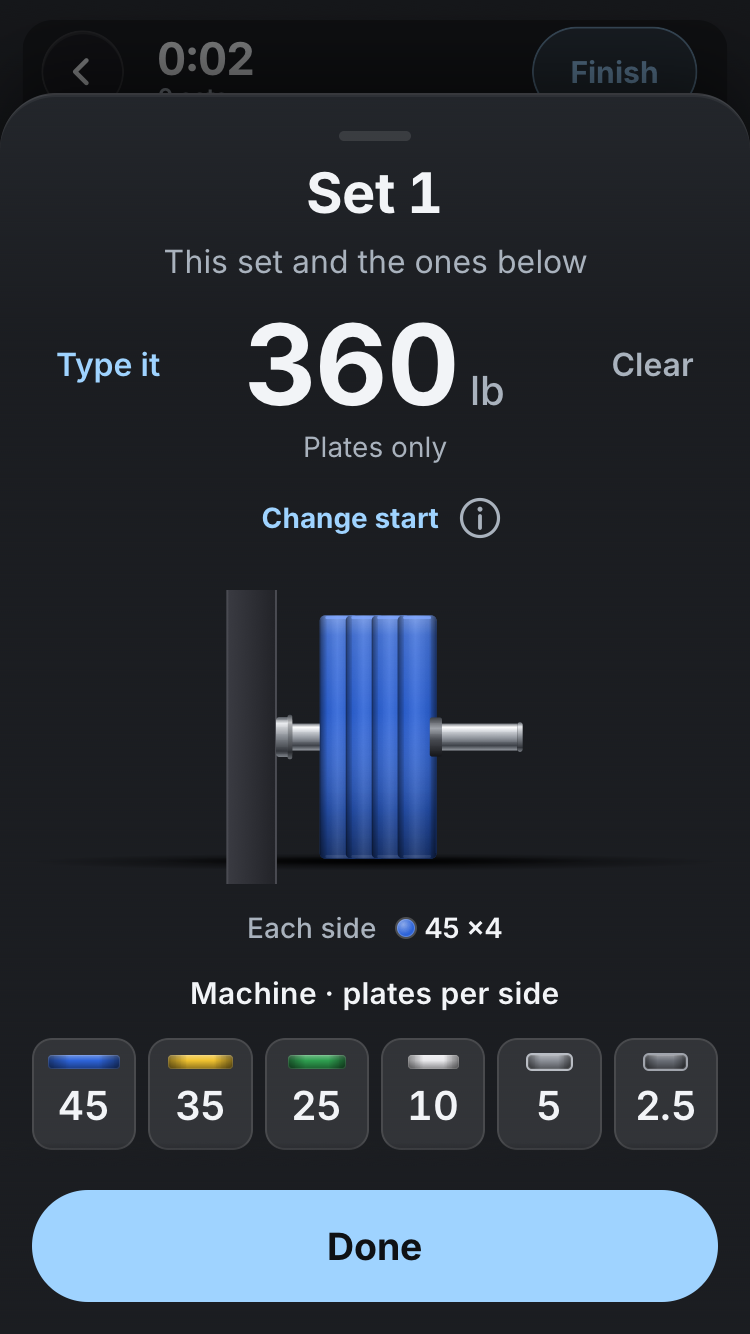 0:02
Finish
Set 1
This set and the ones below
Type it
360 lb
Clear
Plates only
Change start
Each side 45 ×4
Machine · plates per side
45 35 25 10 5 2.5
Done